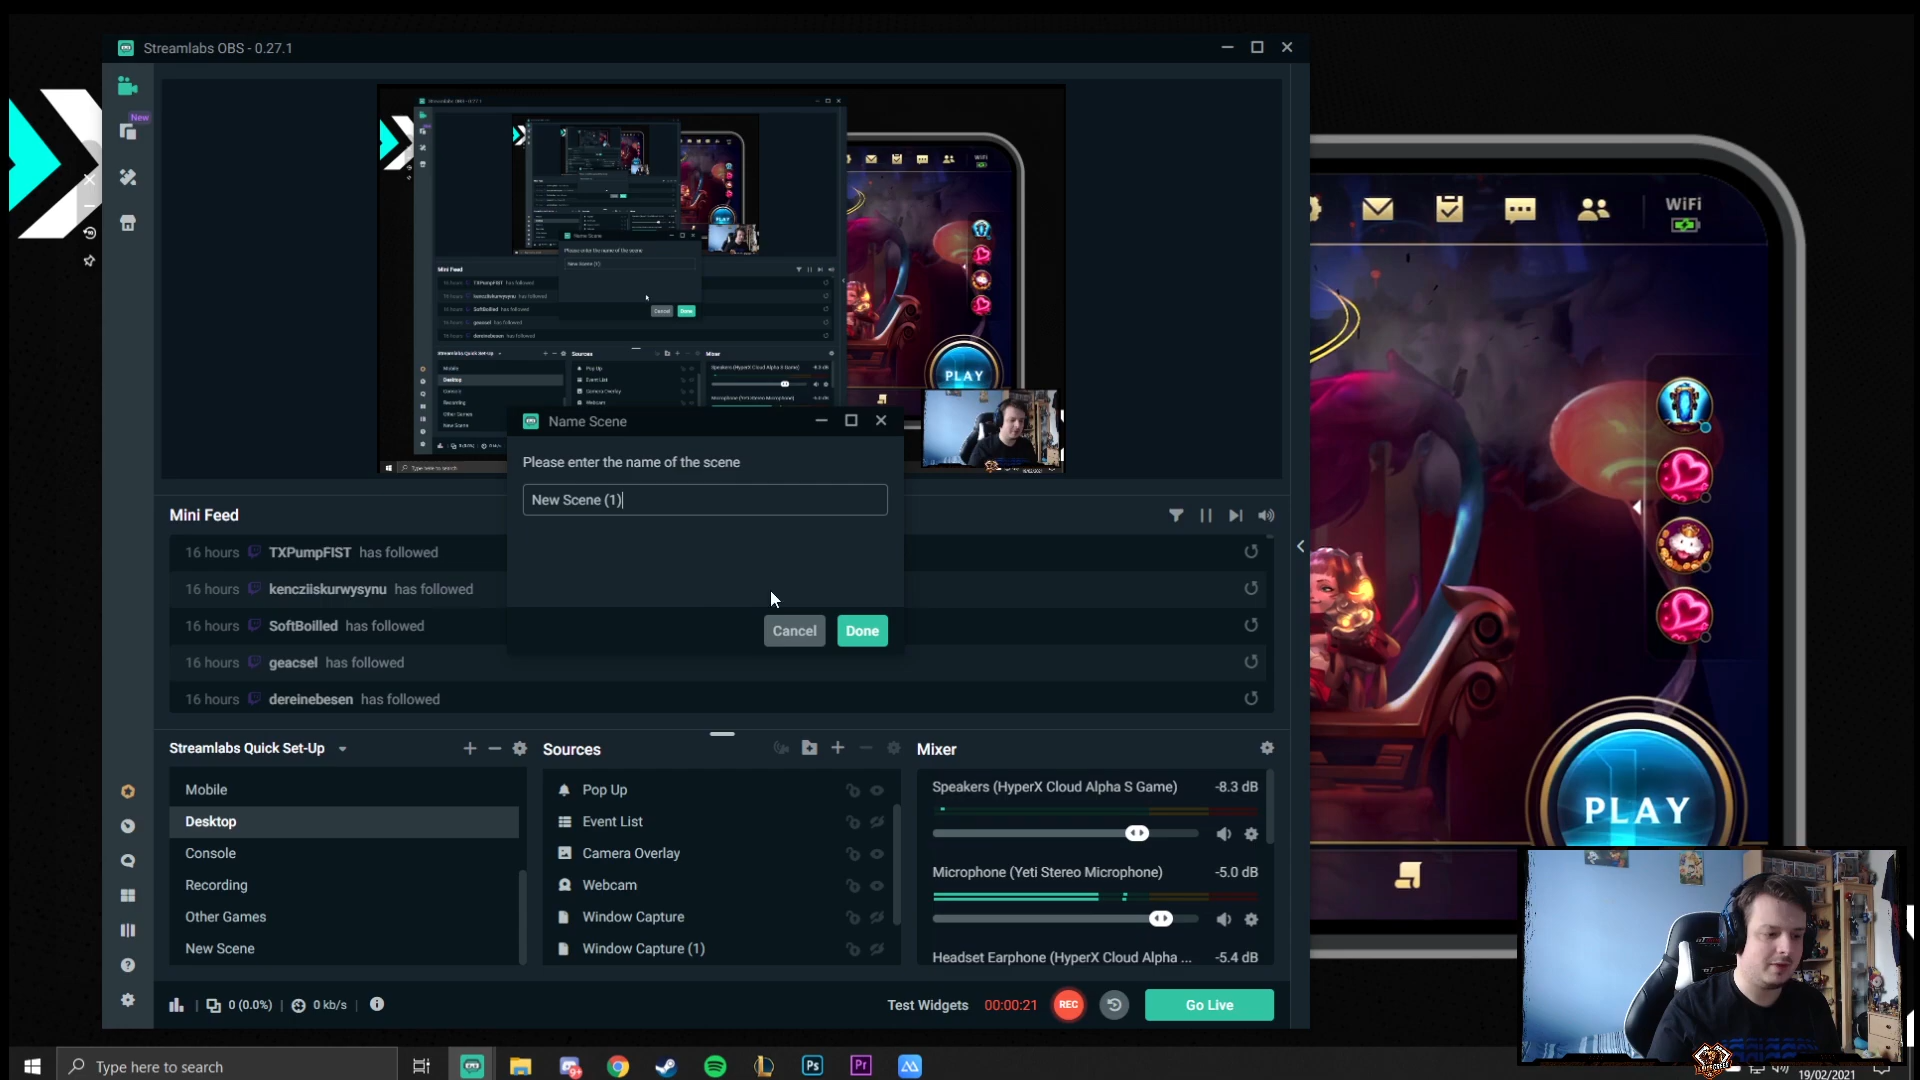 Streamlabs OBS - 0.27.1
New
WiFi
PLAY
Name Scene
Please enter the name of the scene
New Scene (1)
Cancel
Done
Mini Feed
16 hours TXPumpFIST has followed
16 hours kencziiskurwysynu has followed
16 hours SoftBoilled has followed
16 hours geacsel has followed
16 hours dereinebesen has followed
Streamlabs Quick Set-Up
Mobile
Desktop
Console
Recording
Other Games
New Scene
Sources
Pop Up
Event List
Camera Overlay
Webcam
Window Capture
Window Capture (1)
Mixer
Speakers (HyperX Cloud Alpha S Game) -8.3 dB
Microphone (Yeti Stereo Microphone) -5.0 dB
Headset Earphone (HyperX Cloud Alpha ... -5.4 dB
PLAY
0 (0.0%) 0 kb/s
Test Widgets 00:00:21 REC Go Live
Type here to search
Ps
Pr
19/02/2021